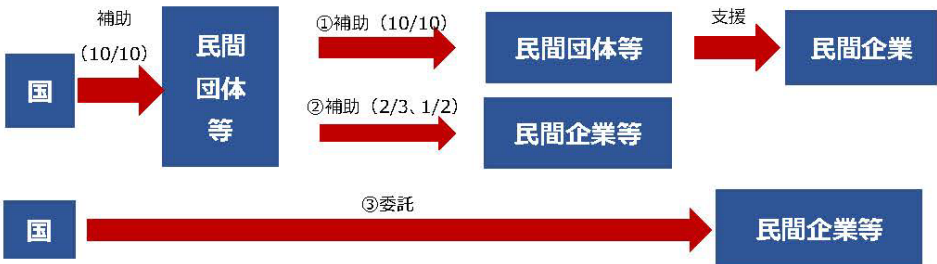 補助
(10/10)
国
民間
団体
等
①補助（10/10）
民間団体等
支援
民間企業
②補助（2/3、1/2）
民間企業等
国
③委託
民間企業等